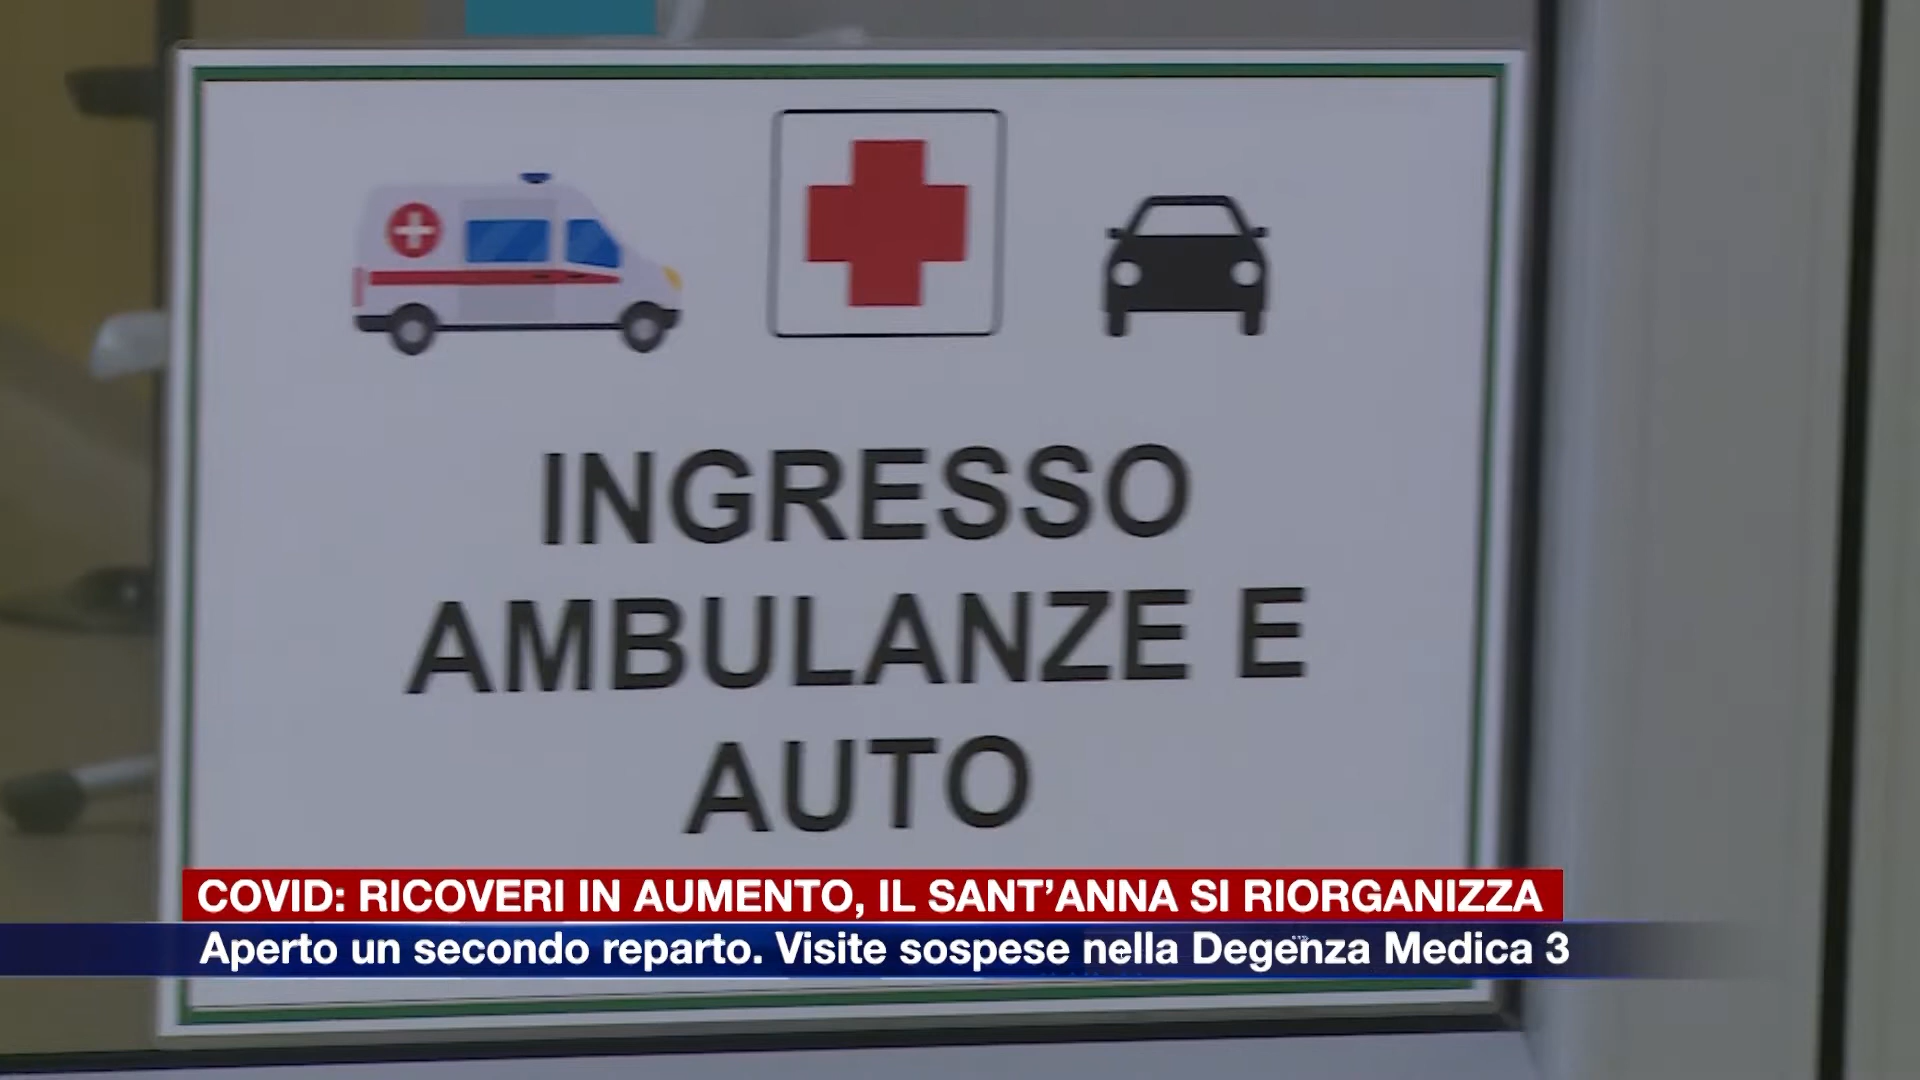 INGRESSO
AMBULANZE E
AUTO
COVID: RICOVERI IN AUMENTO, IL SANT'ANNA SI RIORGANIZZA
Aperto un secondo reparto. Visite sospese nella Degenza Medica 3